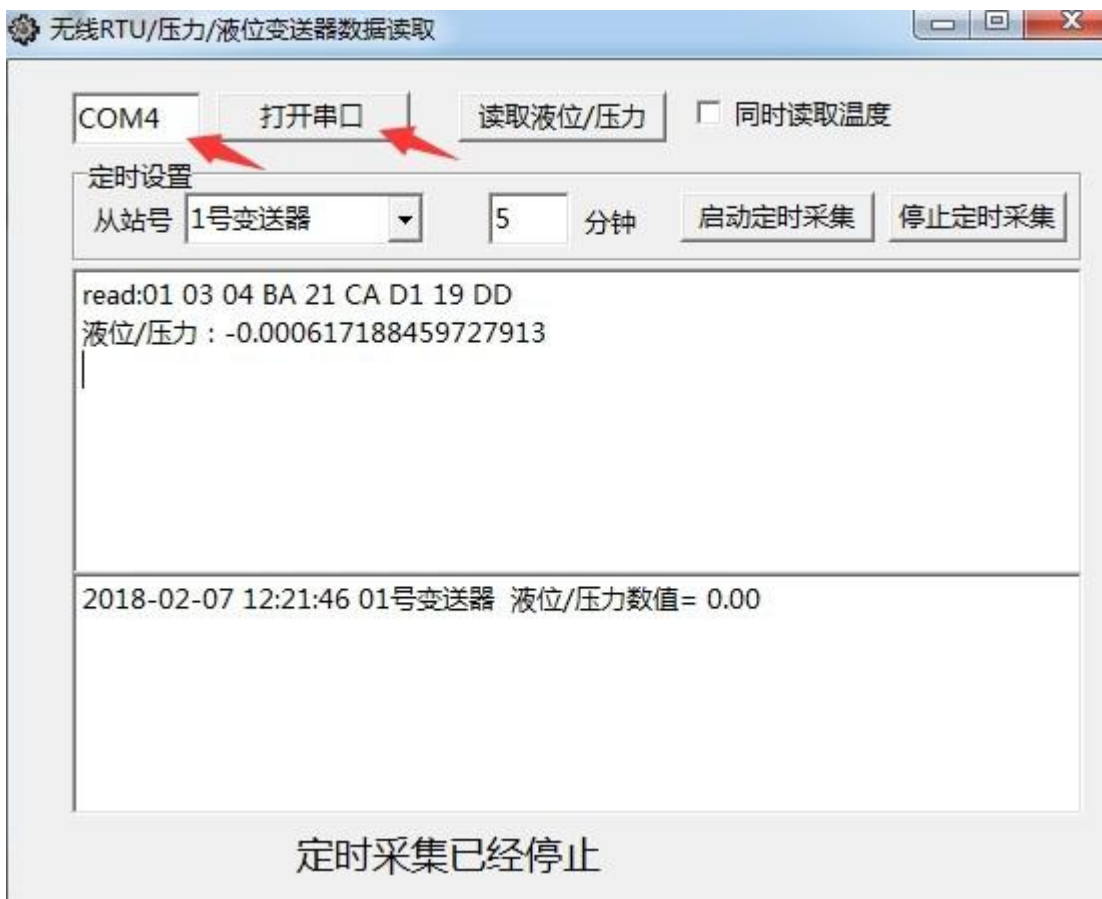 无线RTU/压力/液位变送器数据读取
COM4 打开串口 读取液位/压力 同时读取温度
定时设置
从站号 1号变送器 5 分钟 启动定时采集 停止定时采集
read:01 03 04 BA 21 CA D1 19 DD
液位/压力：-0.000617188459727913
2018-02-07 12:21:46 01号变送器 液位/压力数值= 0.00
定时采集已经停止